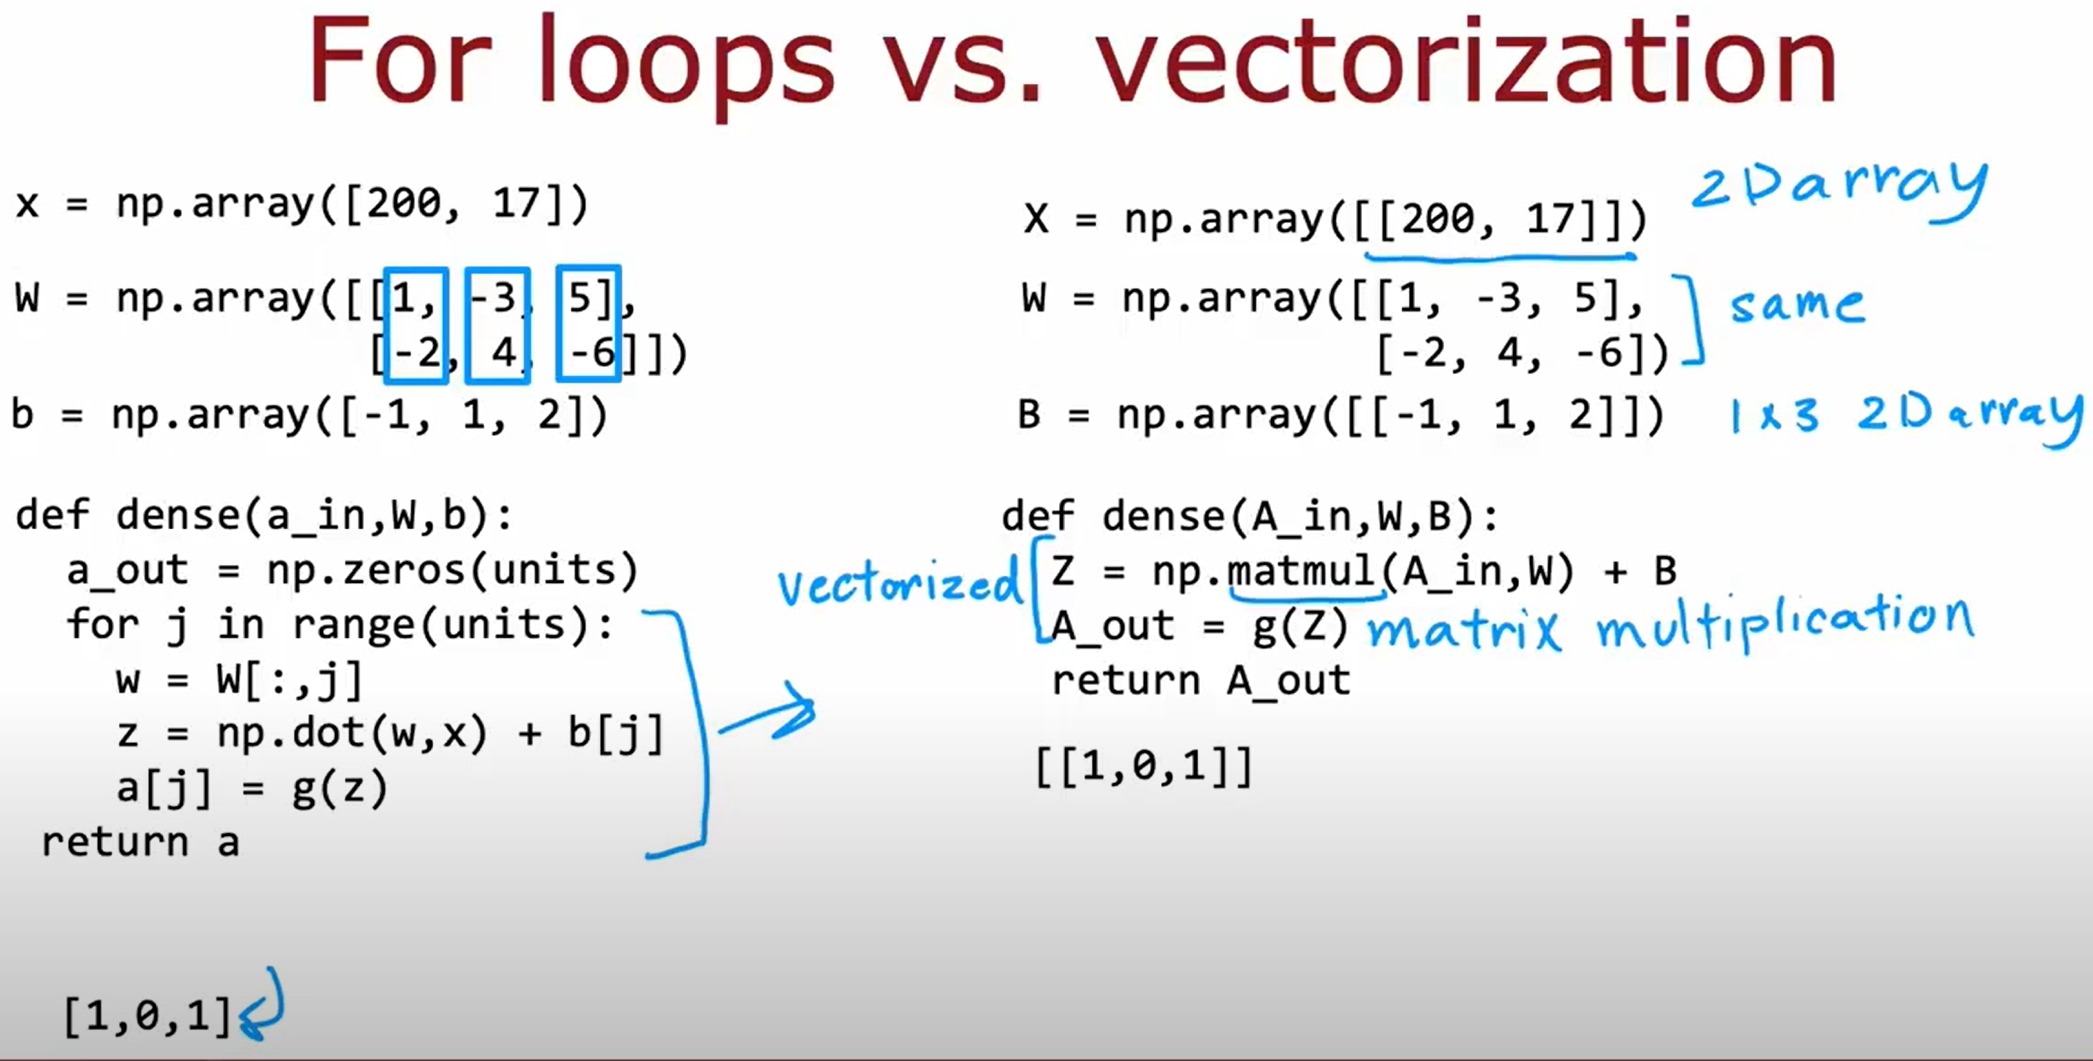 For loops vs. vectorization
x = np.array([200, 17])
W = np.array([[1, -3, 5],
[-2, 4, -6]])
b = np.array([-1, 1, 2])
def dense(a_in,W,b):
a_out = np.zeros(units)
for j in range(units):
w = W[:,j]
z = np.dot(w,x) + b[j]
a[j] = g(z)
return a
[1,0,1]
X = np.array([[200, 17]]) 2D array
W = np.array([[1, -3, 5],
[-2, 4, -6]) same
B = np.array([[-1, 1, 2]]) 1 x 3 2D array
def dense(A_in,W,B):
vectorized Z = np.matmul(A_in,W) + B
A_out = g(Z) matrix multiplication
return A_out
[[1,0,1]]